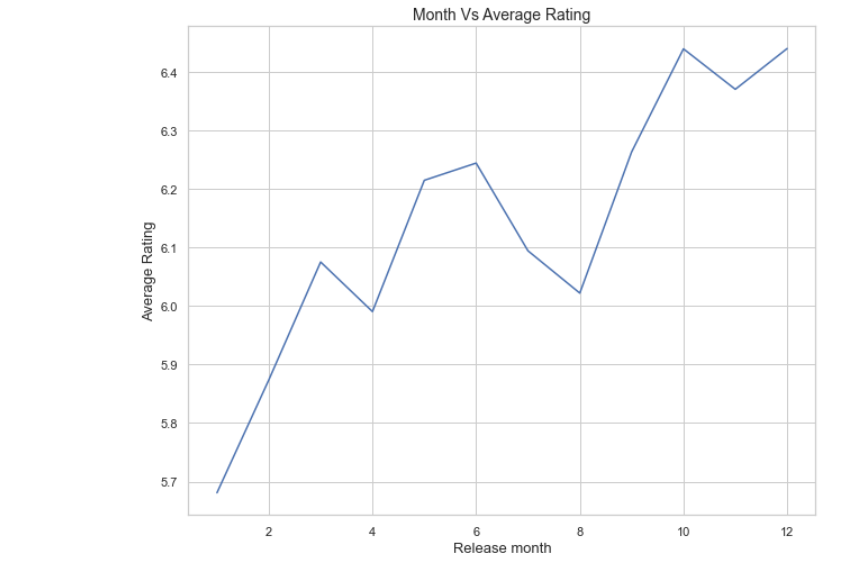 Month Vs Average Rating
6.4
6.3
6.2
6.1
6.0
5.9
5.8
5.7
Average Rating
2 4 6 8 10 12
Release month